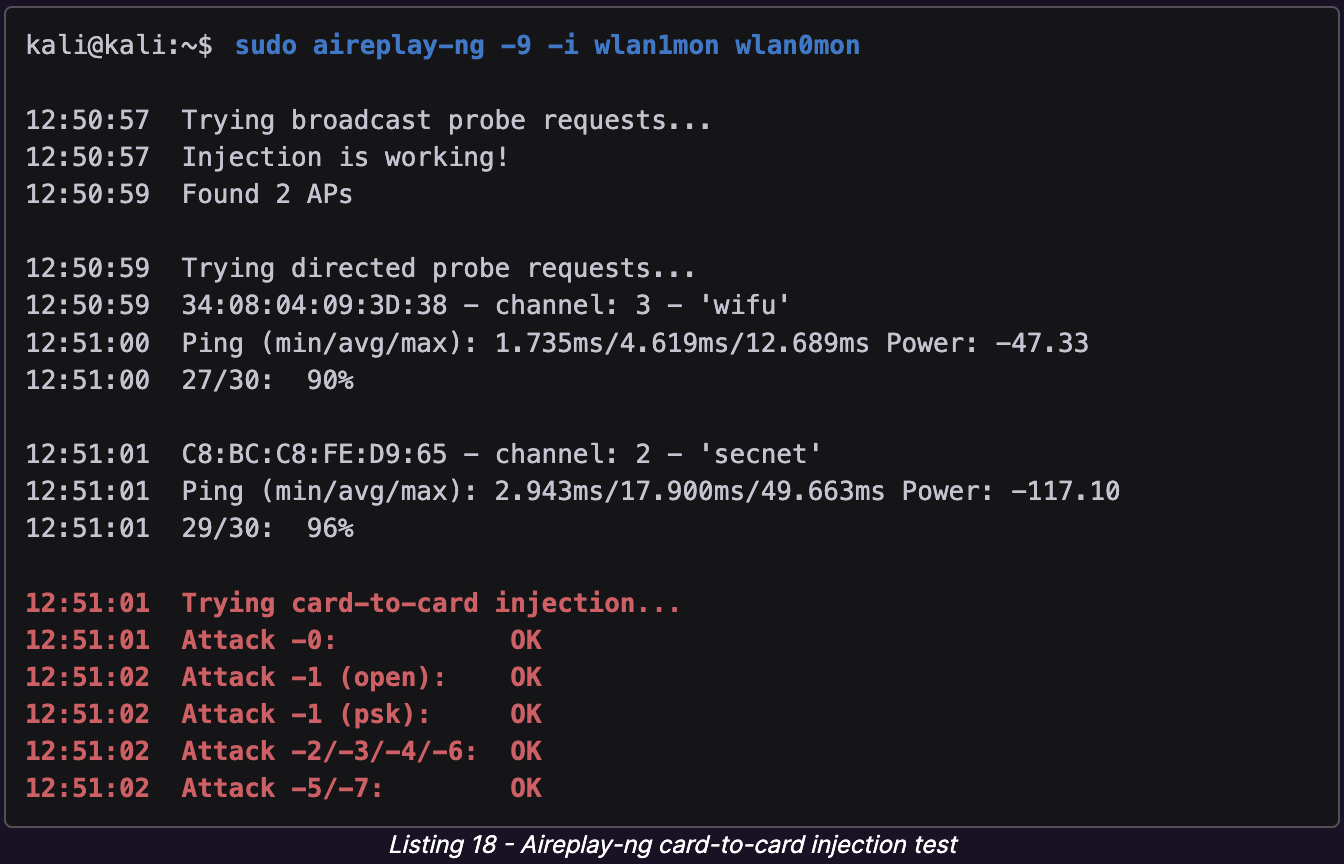 kali@kali:~$ sudo aireplay-ng -9 -i wlan1mon wlan0mon
12:50:57  Trying broadcast probe requests...
12:50:57  Injection is working!
12:50:59  Found 2 APs
12:50:59  Trying directed probe requests...
12:50:59  34:08:04:09:3D:38 - channel: 3 - 'wifu'
12:51:00  Ping (min/avg/max): 1.735ms/4.619ms/12.689ms Power: -47.33
12:51:00  27/30:  90%
12:51:01  C8:BC:C8:FE:D9:65 - channel: 2 - 'secnet'
12:51:01  Ping (min/avg/max): 2.943ms/17.900ms/49.663ms Power: -117.10
12:51:01  29/30:  96%
12:51:01  Trying card-to-card injection...
12:51:01  Attack -0:           OK
12:51:02  Attack -1 (open):    OK
12:51:02  Attack -1 (psk):     OK
12:51:02  Attack -2/-3/-4/-6:  OK
12:51:02  Attack -5/-7:        OK
Listing 18 - Aireplay-ng card-to-card injection test